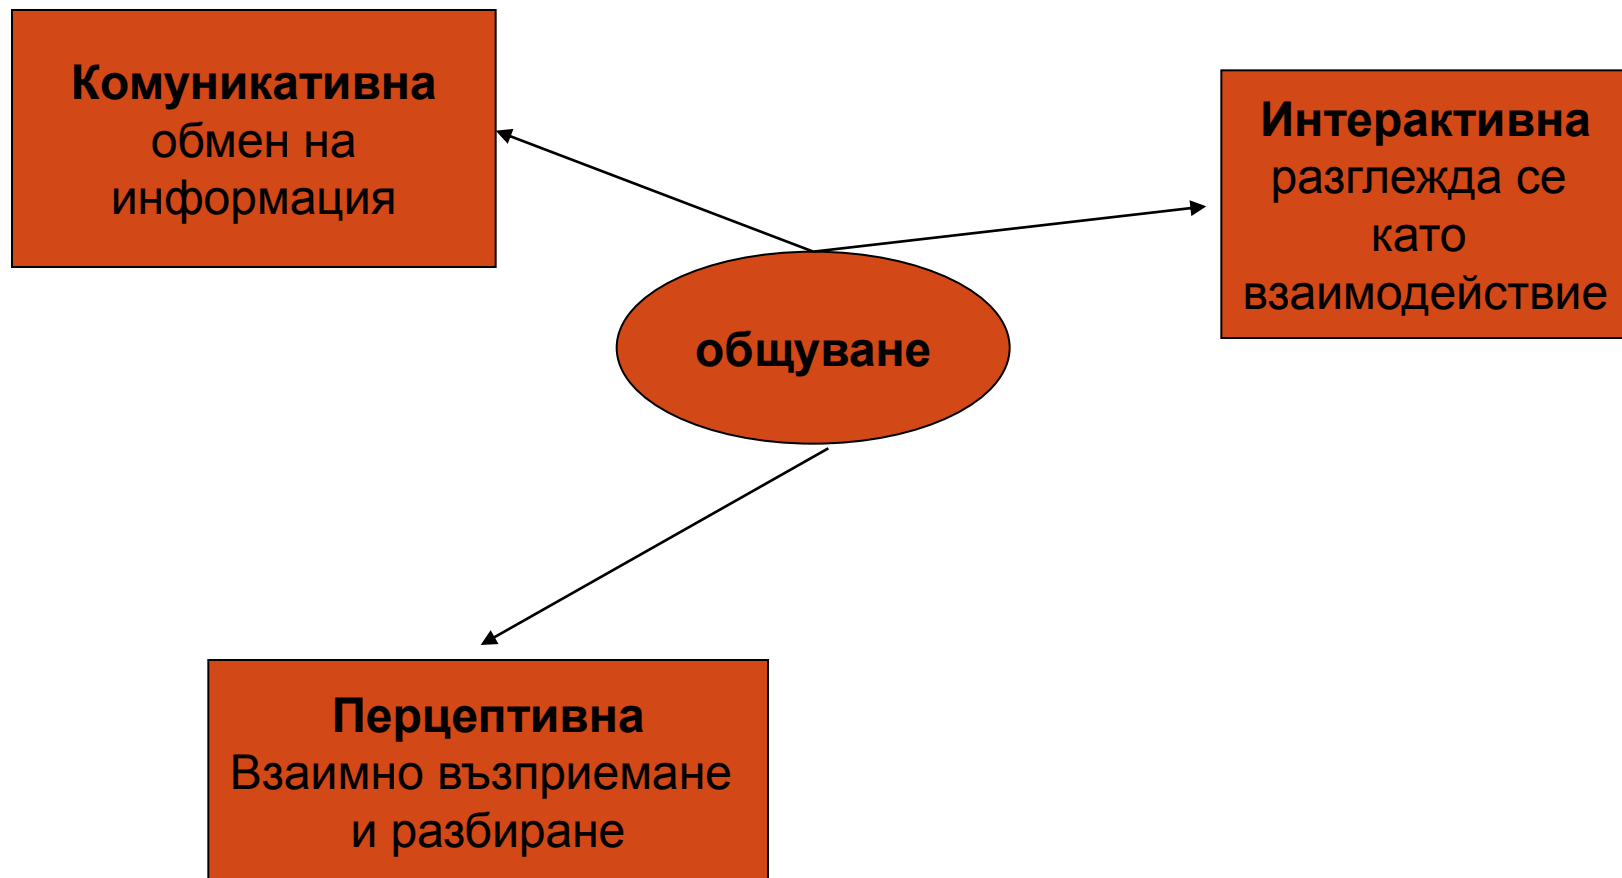 Комуникативна
обмен на
информация
Интерактивна
разглежда се
като
взаимодействие
общуване
Перцептивна
Взаимно възприемане
и разбиране